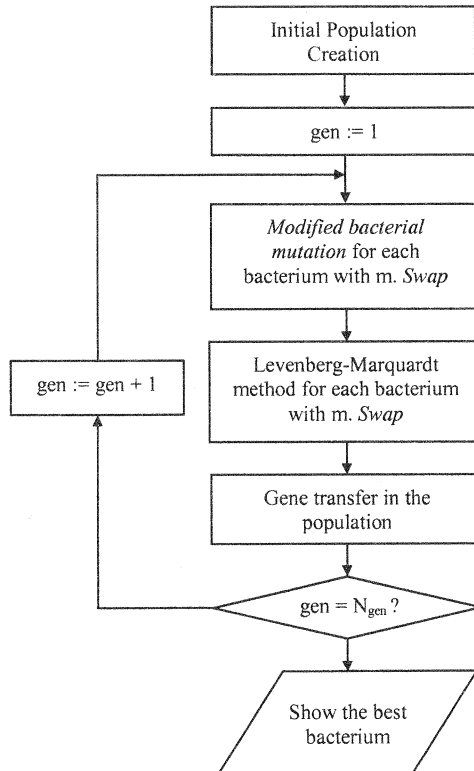 Initial Population
Creation
gen := 1
Modified bacterial
mutation for each
bacterium with m. Swap
Levenberg-Marquardt
method for each bacterium
with m. Swap
gen := gen + 1
Gene transfer in the
population
gen = Ngen ?
Show the best
bacterium